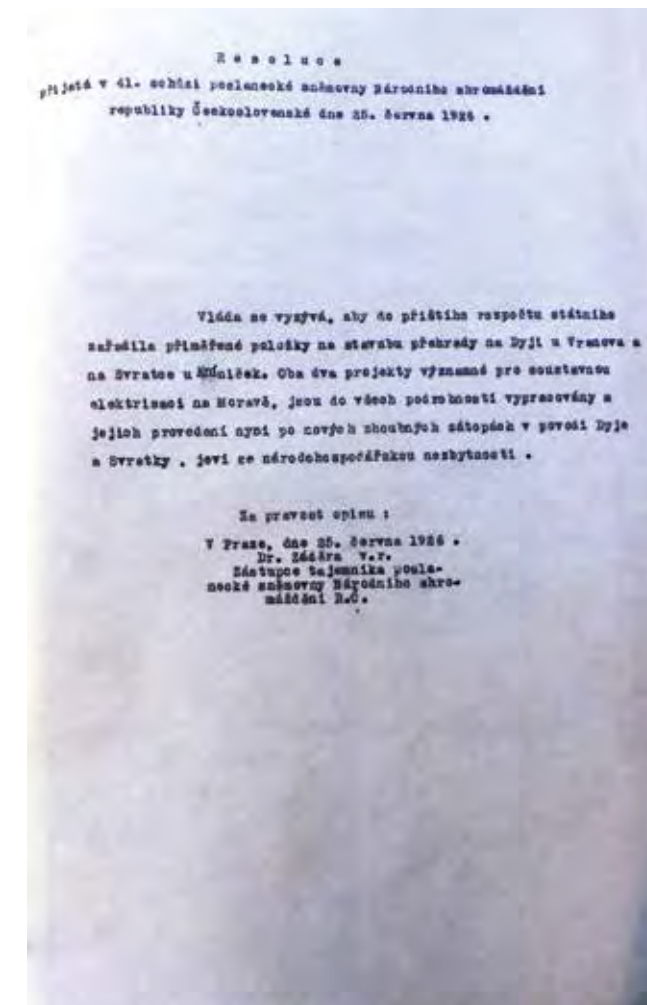 R e s o l u c e
přijatá v 41. schůzi poslanecké sněmovny Národního shromáždění
republiky Československé dne 25. června 1926 .
Vláda se vyzývá, aby do příštího rozpočtu státního
zařadila přiměřené položky na stavbu přehrady na Dyji u Vranova a
na Svratce u Kníniček. Oba dva projekty významné pro soustavnou
elektrisaci na Moravě, jsou do všech podrobností vypracovány a
jejich provedení nyní po nových zhoubných zátopách v povodí Dyje
a Svratky , jeví se národohospodářskou nezbytností .
Za pravost opisu :
V Praze, dne 25. června 1926 .
Dr. v.r.
Zástupce tajemníka posla-
necké sněmovny Národního shro-
máždění R.Č.